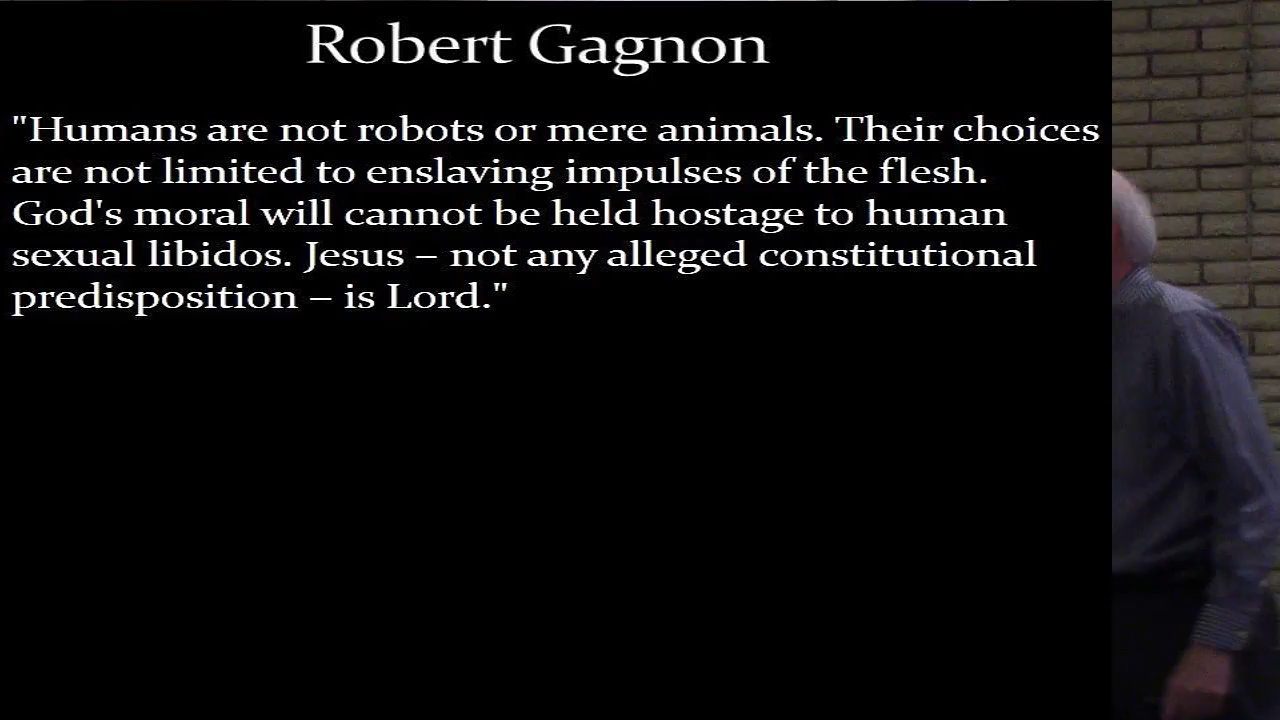 Robert Gagnon
"Humans are not robots or mere animals. Their choices
are not limited to enslaving impulses of the flesh.
God's moral will cannot be held hostage to human
sexual libidos. Jesus – not any alleged constitutional
predisposition – is Lord."